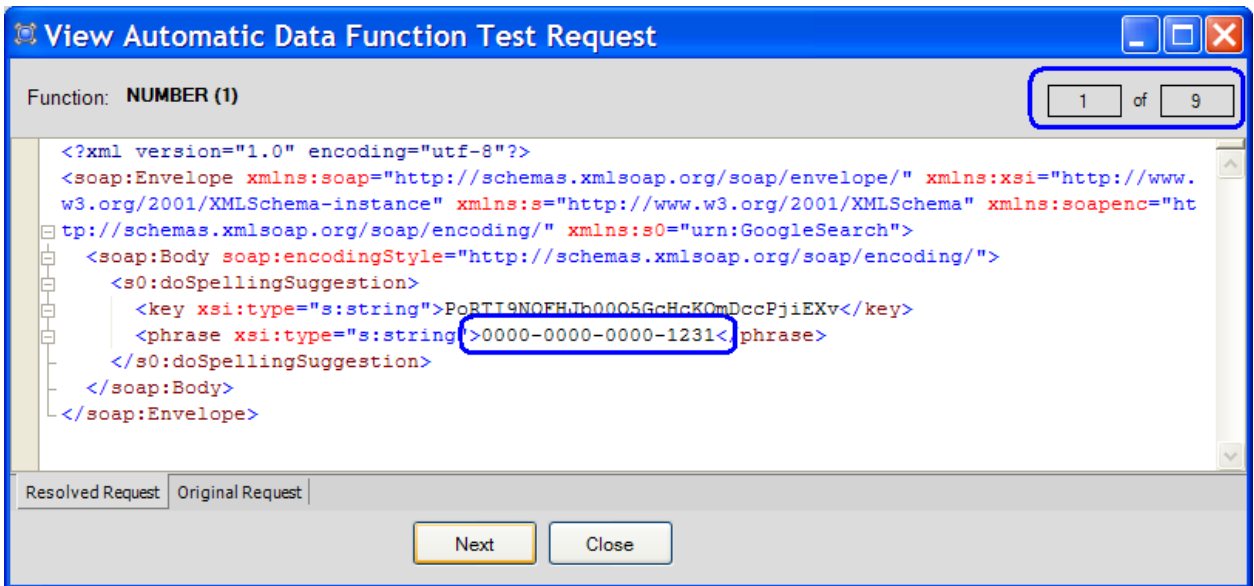 View Automatic Data Function Test Request
Function: NUMBER (1)
1 of 9
<?xml version="1.0" encoding="utf-8"?>
<soap:Envelope xmlns:soap="http://schemas.xmlsoap.org/soap/envelope/" xmlns:xsi="http://www.
w3.org/2001/XMLSchema-instance" xmlns:s="http://www.w3.org/2001/XMLSchema" xmlns:soapenc="ht
tp://schemas.xmlsoap.org/soap/encoding/" xmlns:s0="urn:GoogleSearch">
<soap:Body soap:encodingStyle="http://schemas.xmlsoap.org/soap/encoding/">
<s0:doSpellingSuggestion>
<key xsi:type="s:string"></key>
<phrase xsi:type="s:string">0000-0000-0000-1231</phrase>
</s0:doSpellingSuggestion>
</soap:Body>
</soap:Envelope>
Resolved Request Original Request
Next Close